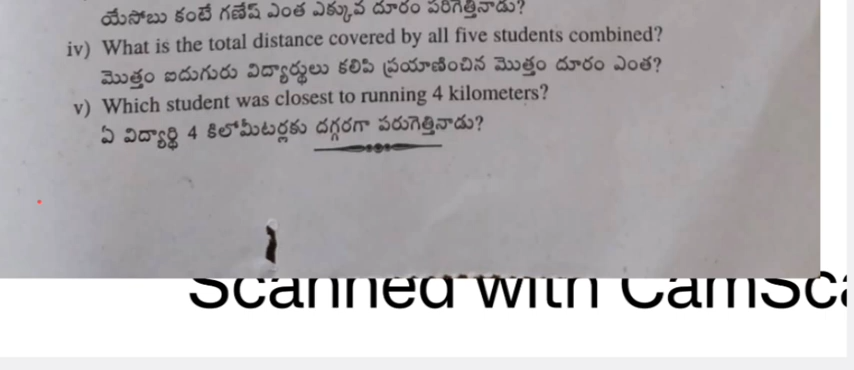 యేసోబు కంటే గణేష్ ఎంత ఎక్కువ దూరం పరిగెత్తినాడు?
iv) What is the total distance covered by all five students combined?
మొత్తం ఐదుగురు విద్యార్థులు కలిపి ప్రయాణించిన మొత్తం దూరం ఎంత?
v) Which student was closest to running 4 kilometers?
ఏ విద్యార్థి 4 కిలోమీటర్లకు దగ్గరగా పరుగెత్తినాడు?
Scanned with CamSca